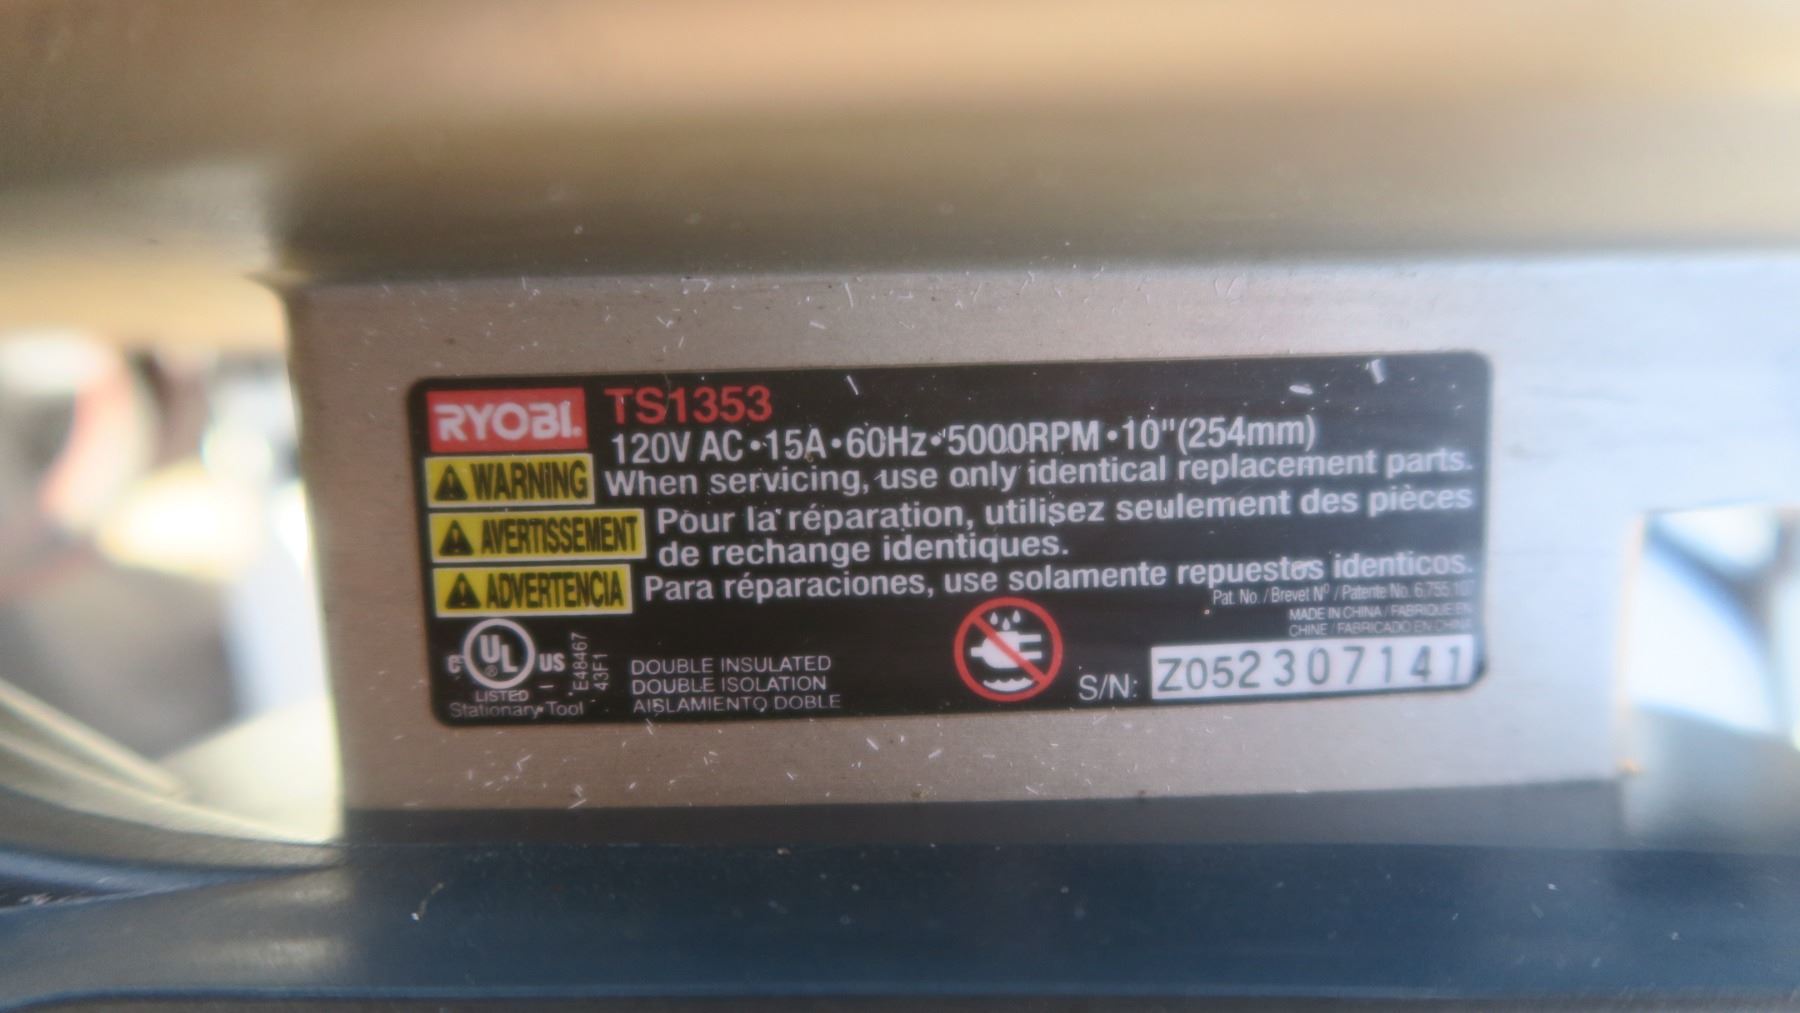 RYOBI. TS1353
120V AC•15A•60Hz•5000RPM•10"(254mm)
WARNING When servicing, use only identical replacement parts.
AVERTISSEMENT Pour la réparation, utilisez seulement des pièces
de rechange identiques.
ADVERTENCIA Para réparaciones, use solamente repuestos identicos.
Pat. No. / Brevet Nº / Patente No. 6,755,107
MADE IN CHINA / FABRIQUE EN
CHINE / FABRICADO EN CHINA
C UL ® US
LISTED
Stationary Tool
E48467
43F1
DOUBLE INSULATED
DOUBLE ISOLATION
AISLAMIENTO DOBLE
S/N: Z052307141